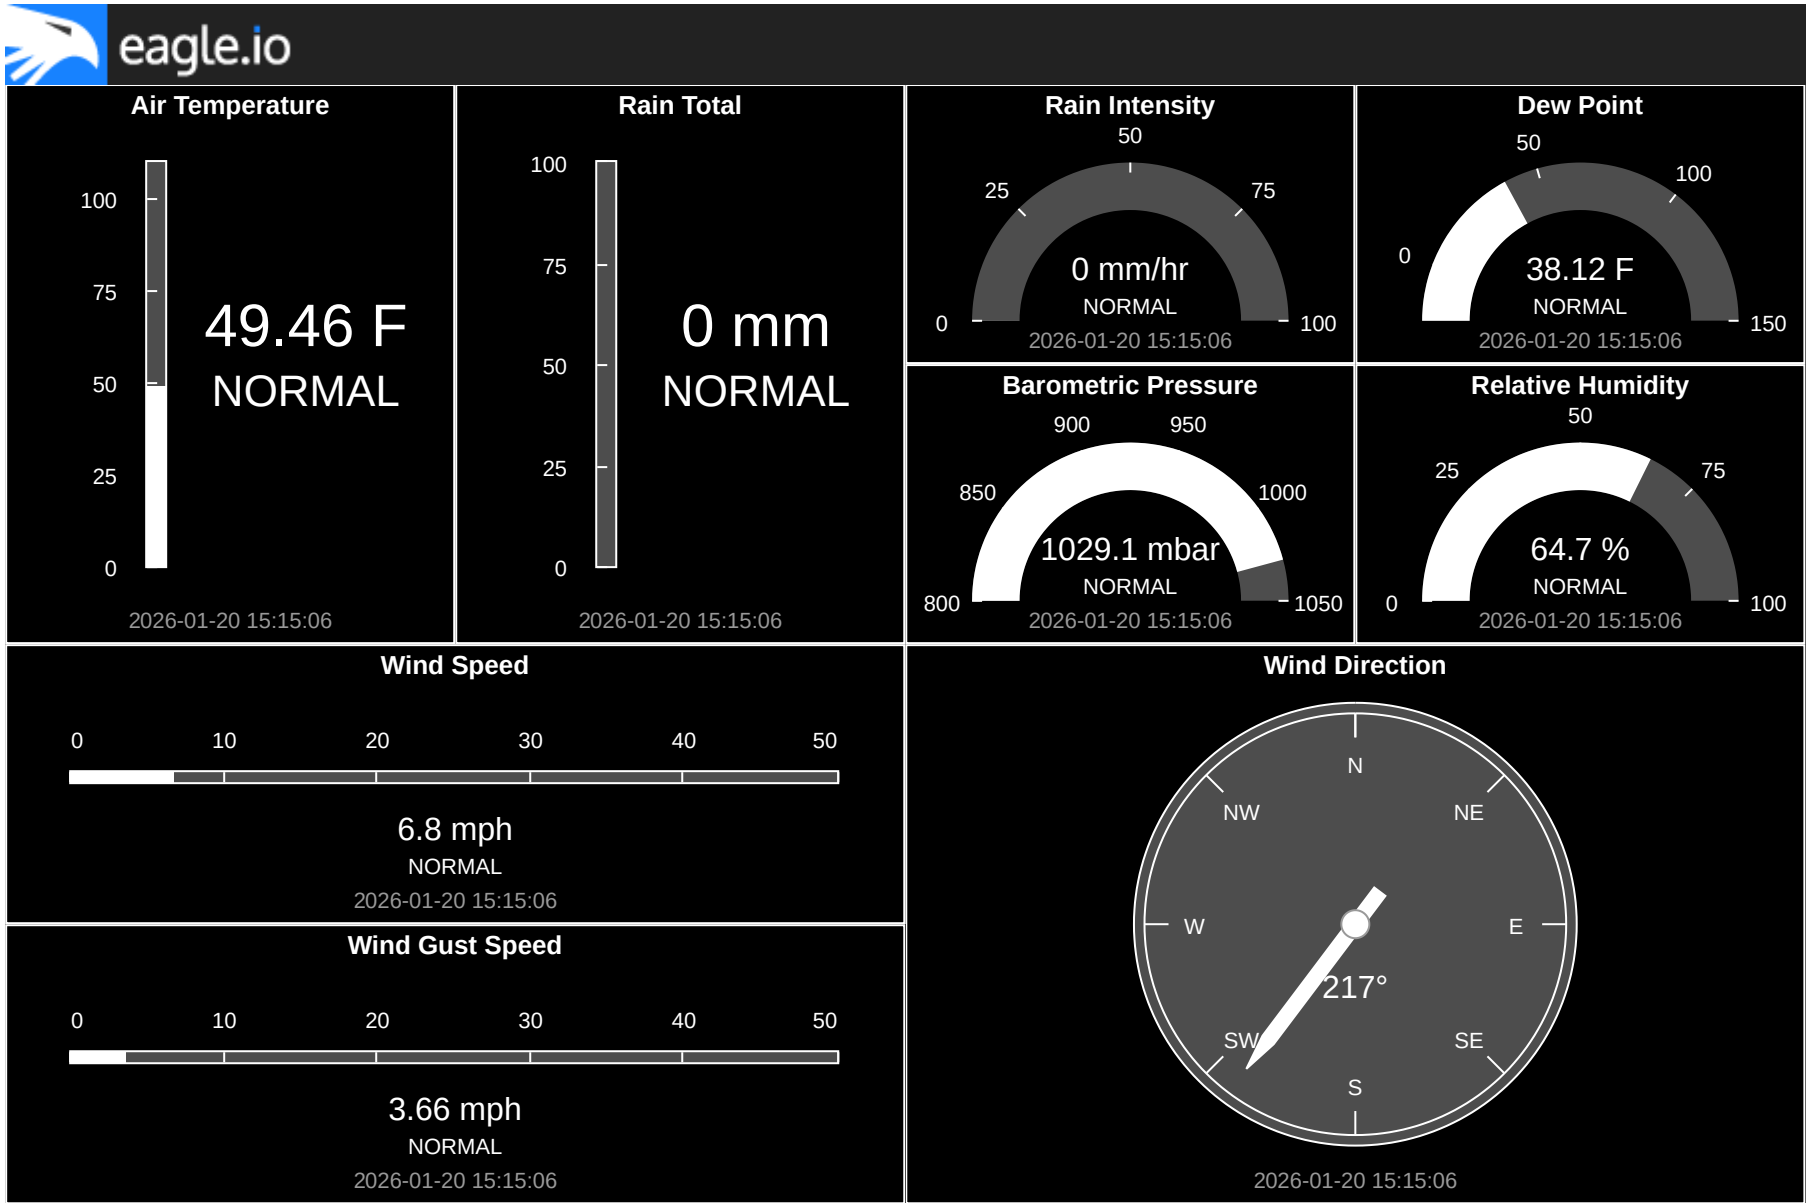 eagle.io
Air Temperature
100
75
50
25
0
49.46 F
NORMAL
2026-01-20 15:15:06
Rain Total
100
75
50
25
0
0 mm
NORMAL
2026-01-20 15:15:06
Rain Intensity
50
25
75
0
100
0 mm/hr
NORMAL
2026-01-20 15:15:06
Dew Point
50
100
0
150
38.12 F
NORMAL
2026-01-20 15:15:06
Barometric Pressure
900
950
850
1000
800
1050
1029.1 mbar
NORMAL
2026-01-20 15:15:06
Relative Humidity
50
25
75
0
100
64.7 %
NORMAL
2026-01-20 15:15:06
Wind Speed
0 10 20 30 40 50
6.8 mph
NORMAL
2026-01-20 15:15:06
Wind Gust Speed
0 10 20 30 40 50
3.66 mph
NORMAL
2026-01-20 15:15:06
Wind Direction
N
NW NE
W E
217°
SW SE
S
2026-01-20 15:15:06